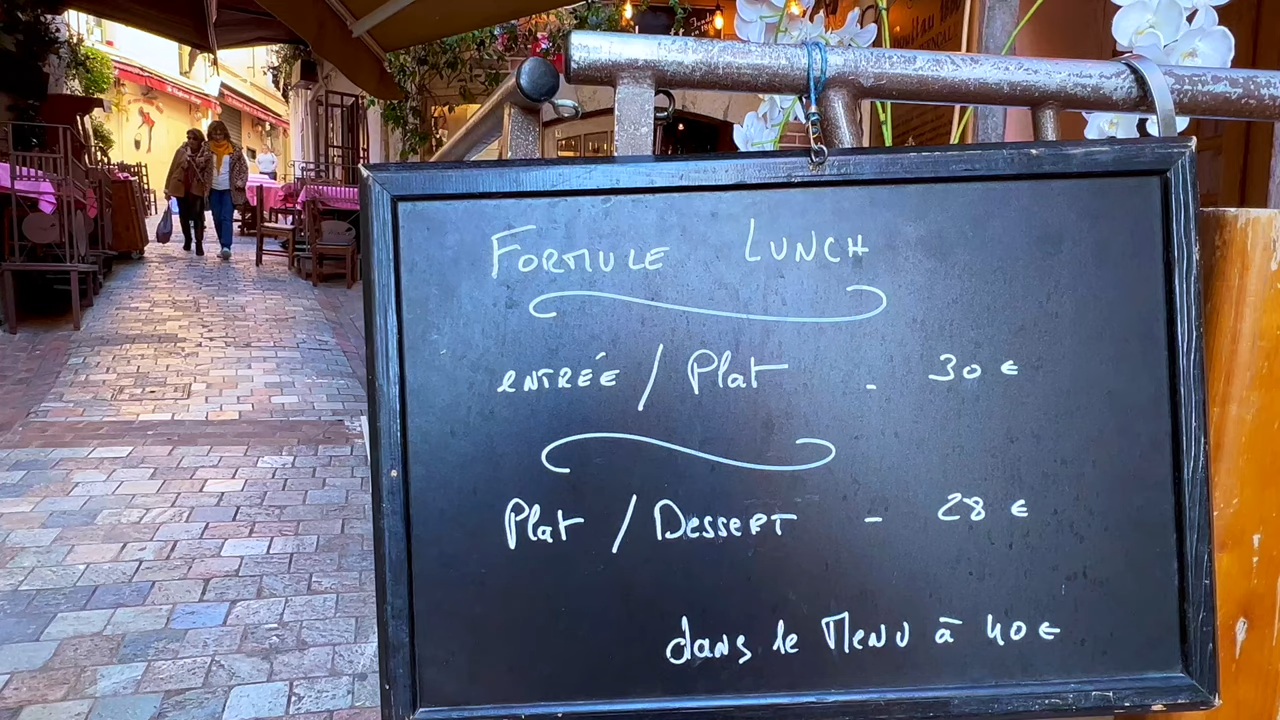 FORMULE LUNCH
ENTRÉE / Plat - 30 €
Plat / Dessert - 28 €
dans le Menu à 40 €